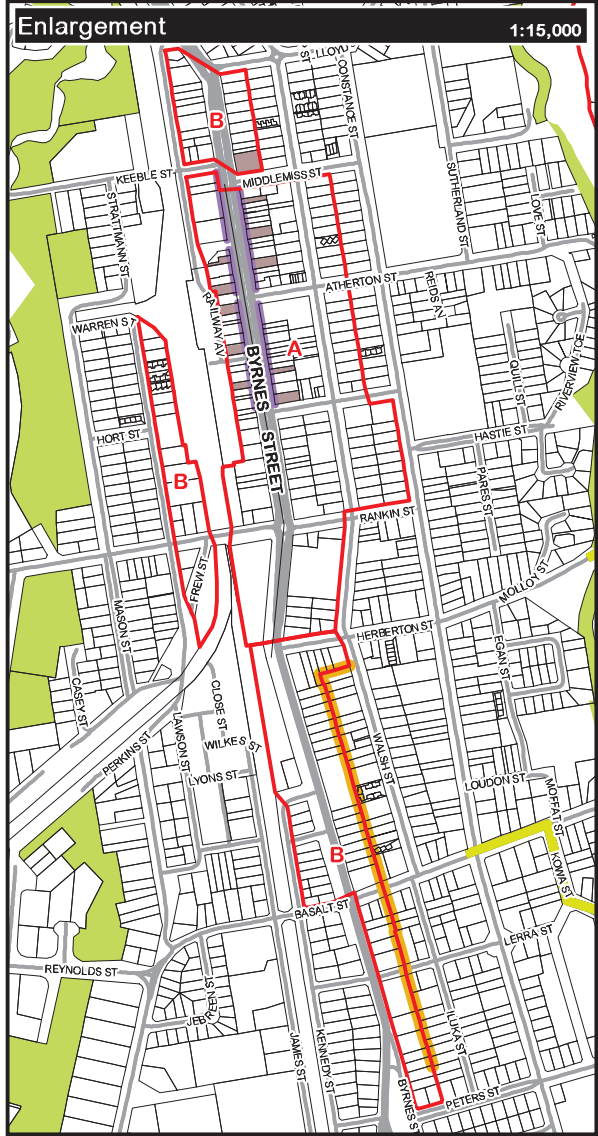 Enlargement
1:15,000
LLOYD
ST
CONSTANCE ST
B
KEEBLE ST
MIDDLEMISS ST
STRATTMANN ST
SUTHERLAND ST
LOVE ST
ATHERTON ST
REIDS AV
RAILWAY AV
WARREN ST
A
BYRNES STREET
QUILL ST
RIVERVIEW TCE
HORT ST
HASTIE ST
B
PARES ST
RANKIN ST
FREW ST
MOLLOY ST
MASON ST
HERBERTON ST
EGAN ST
CASEY ST
CLOSE ST
LAWSON ST
WALSH ST
PERKINS ST
WILKES ST
LYONS ST
LOUDON ST
MOFFAT ST
B
KOWA ST
BASALT ST
LERRA ST
REYNOLDS ST
ILUKA ST
JAMES ST
KENNEDY ST
BYRNES ST
PETERS ST